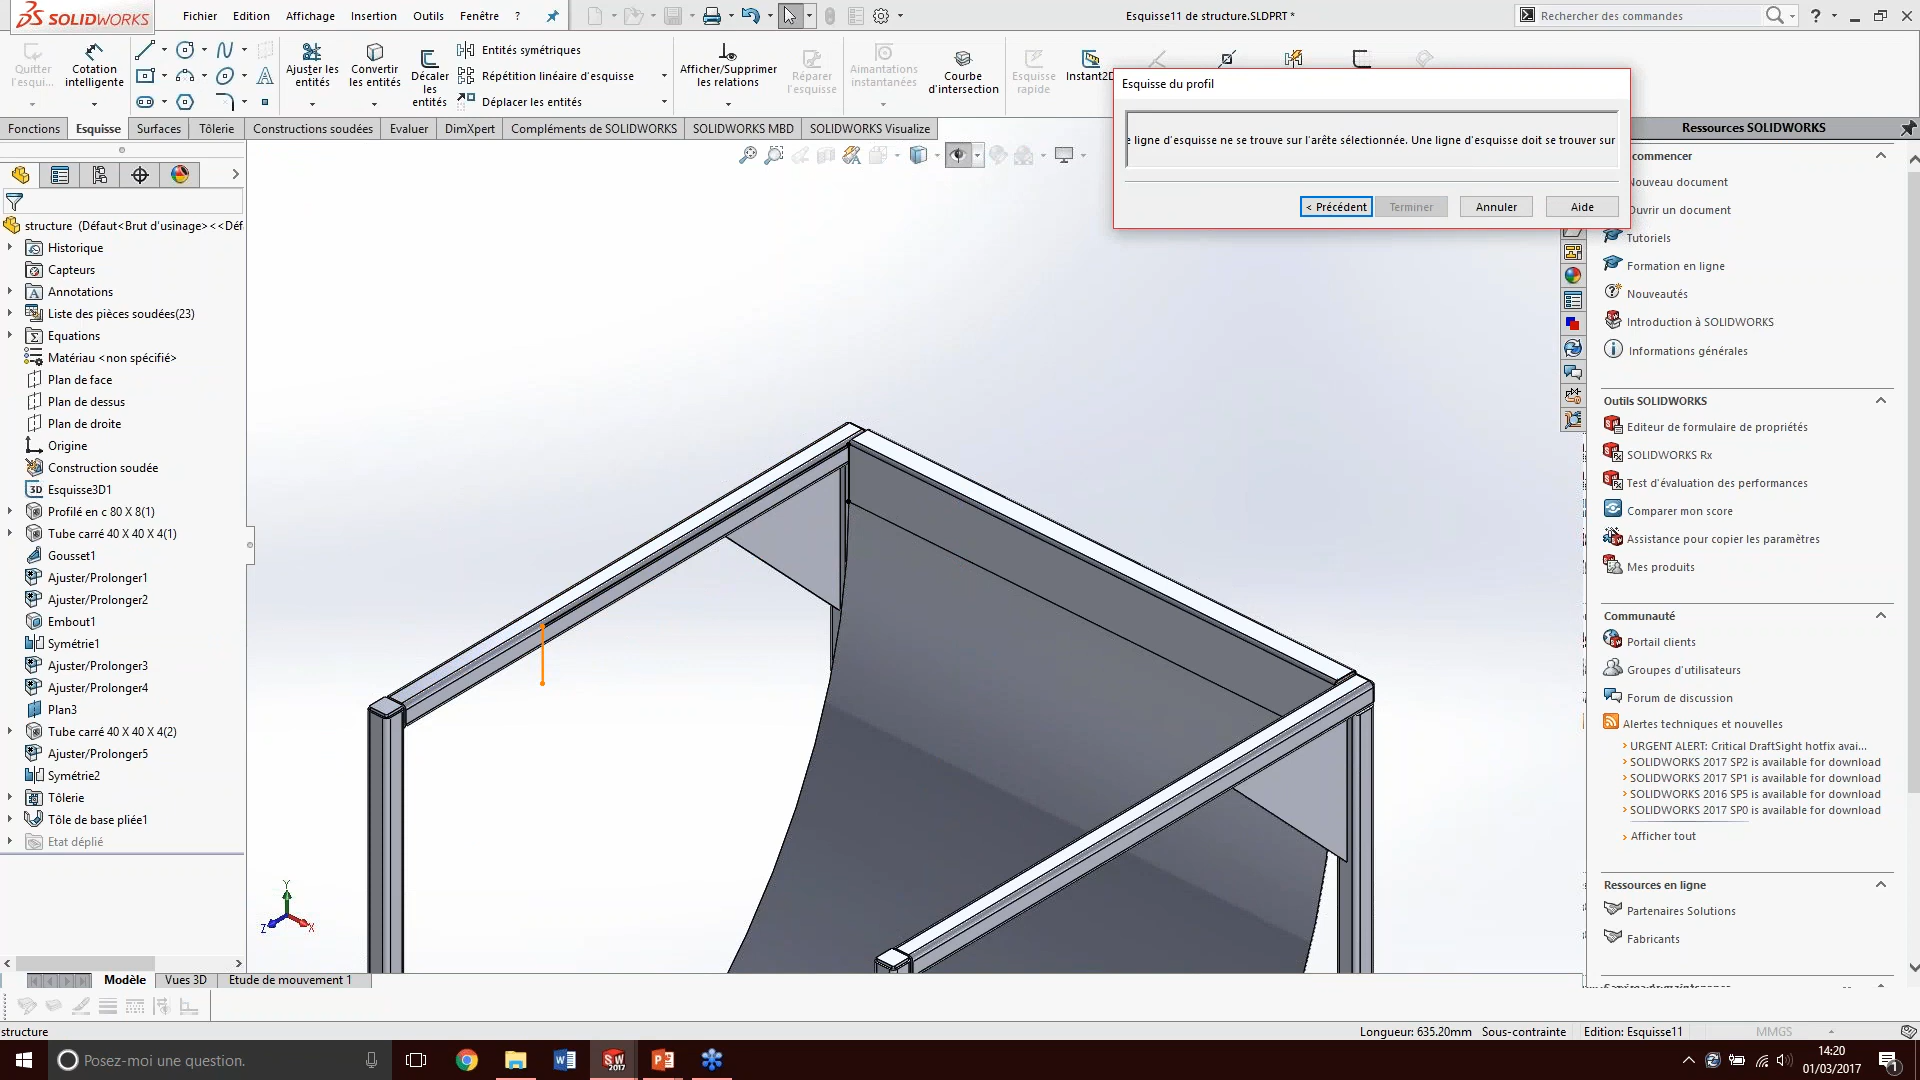 SOLIDWORKS
Fichier
Edition
Affichage
Insertion
Outils
Fenêtre
?
Esquisse11 de structure.SLDPRT *
Rechercher des commandes
Quitter l'esqui...
Cotation intelligente
Ajuster les entités
Convertir les entités
Décaler les entités
Entités symétriques
Répétition linéaire d'esquisse
Déplacer les entités
Afficher/Supprimer les relations
Réparer l'esquisse
Aimantations instantanées
Courbe d'intersection
Esquisse rapide
Instant2D
Fonctions
Esquisse
Surfaces
Tôlerie
Constructions soudées
Evaluer
DimXpert
Compléments de SOLIDWORKS
SOLIDWORKS MBD
SOLIDWORKS Visualize
Esquisse du profil
e ligne d'esquisse ne se trouve sur l'arête sélectionnée. Une ligne d'esquisse doit se trouver sur
< Précédent
Terminer
Annuler
Aide
structure (Défaut<Brut d'usinage><<Déf
Historique
Capteurs
Annotations
Liste des pièces soudées(23)
Equations
Matériau <non spécifié>
Plan de face
Plan de dessus
Plan de droite
Origine
Construction soudée
3D Esquisse3D1
Profilé en c 80 X 8(1)
Tube carré 40 X 40 X 4(1)
Gousset1
Ajuster/Prolonger1
Ajuster/Prolonger2
Embout1
Symétrie1
Ajuster/Prolonger3
Ajuster/Prolonger4
Plan3
Tube carré 40 X 40 X 4(2)
Ajuster/Prolonger5
Symétrie2
Tôlerie
Tôle de base pliée1
Etat déplié
Y
Z
X
Ressources SOLIDWORKS
commencer
Nouveau document
Ouvrir un document
Tutoriels
Formation en ligne
Nouveautés
Introduction à SOLIDWORKS
Informations générales
Outils SOLIDWORKS
Editeur de formulaire de propriétés
SOLIDWORKS Rx
Test d'évaluation des performances
Comparer mon score
Assistance pour copier les paramètres
Mes produits
Communauté
Portail clients
Groupes d'utilisateurs
Forum de discussion
Alertes techniques et nouvelles
URGENT ALERT: Critical DraftSight hotfix avai...
SOLIDWORKS 2017 SP2 is available for download
SOLIDWORKS 2017 SP1 is available for download
SOLIDWORKS 2016 SP5 is available for download
SOLIDWORKS 2017 SP0 is available for download
Afficher tout
Ressources en ligne
Partenaires Solutions
Fabricants
Modèle
Vues 3D
Etude de mouvement 1
structure
Longueur: 635.20mm
Sous-contrainte
Edition: Esquisse11
MMGS
Posez-moi une question.
SW 2017
14:20
01/03/2017
1